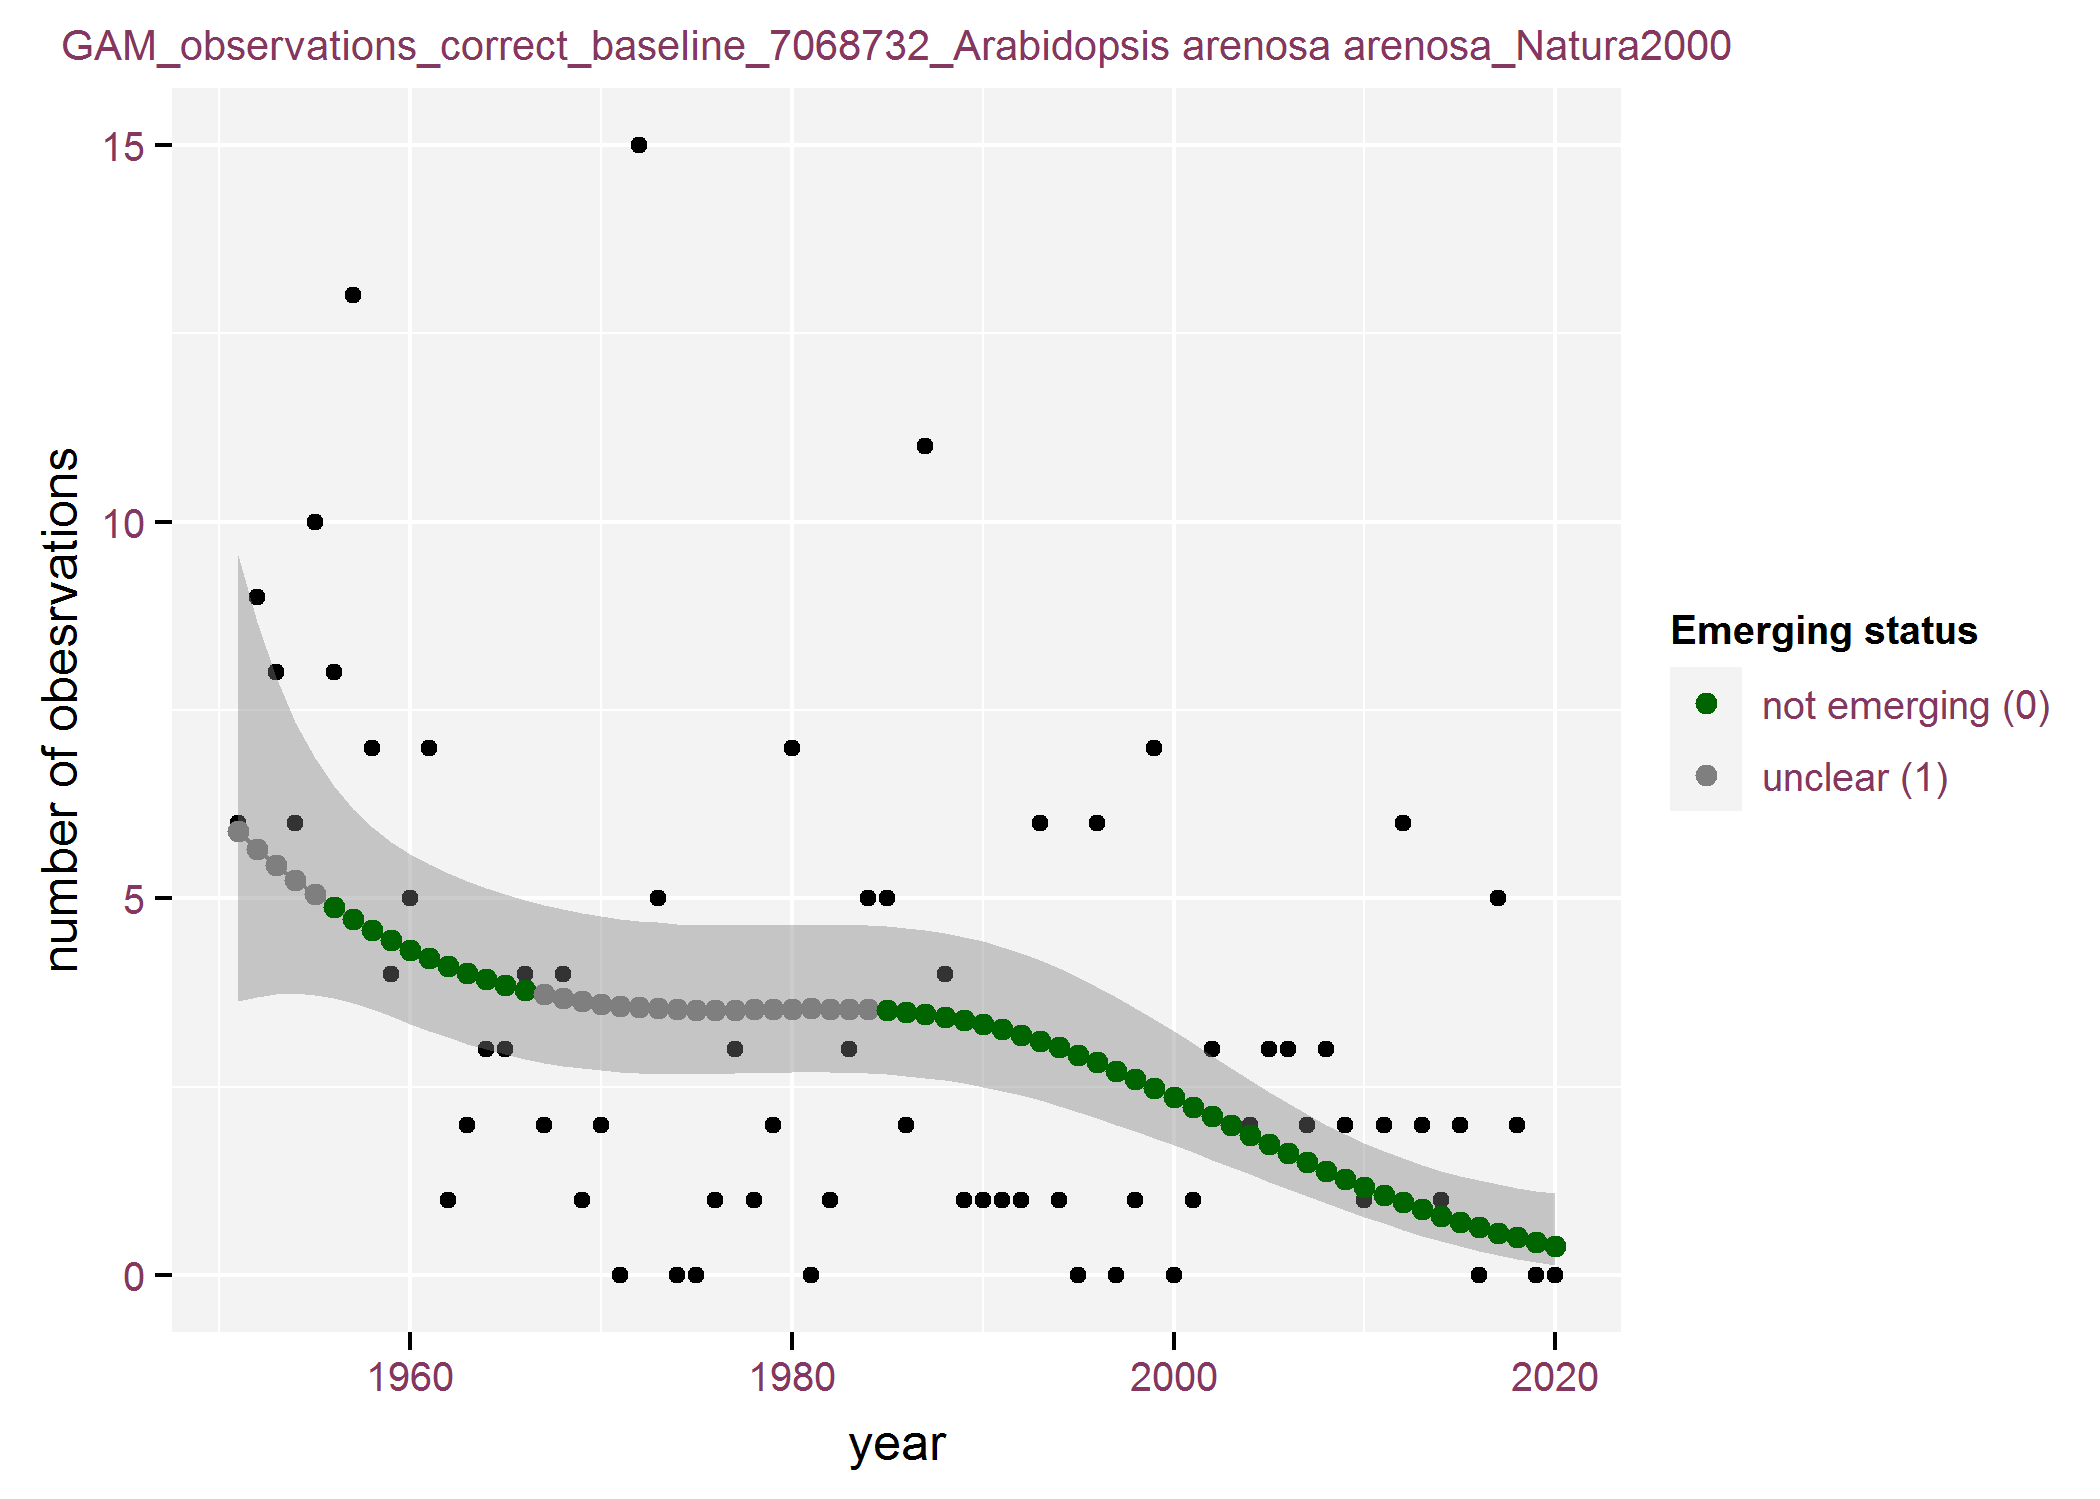 GAM_observations_correct_baseline_7068732_Arabidopsis arenosa arenosa_Natura2000
15
10
5
0
number of obesrvations
1960
1980
2000
2020
year
Emerging status
not emerging (0)
unclear (1)